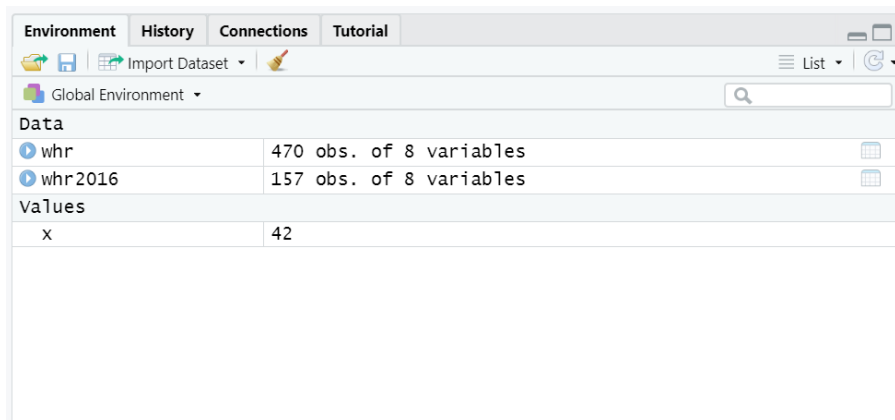 Environment History Connections Tutorial
Import Dataset List
Global Environment
Data
whr 470 obs. of 8 variables
whr2016 157 obs. of 8 variables
Values
x 42